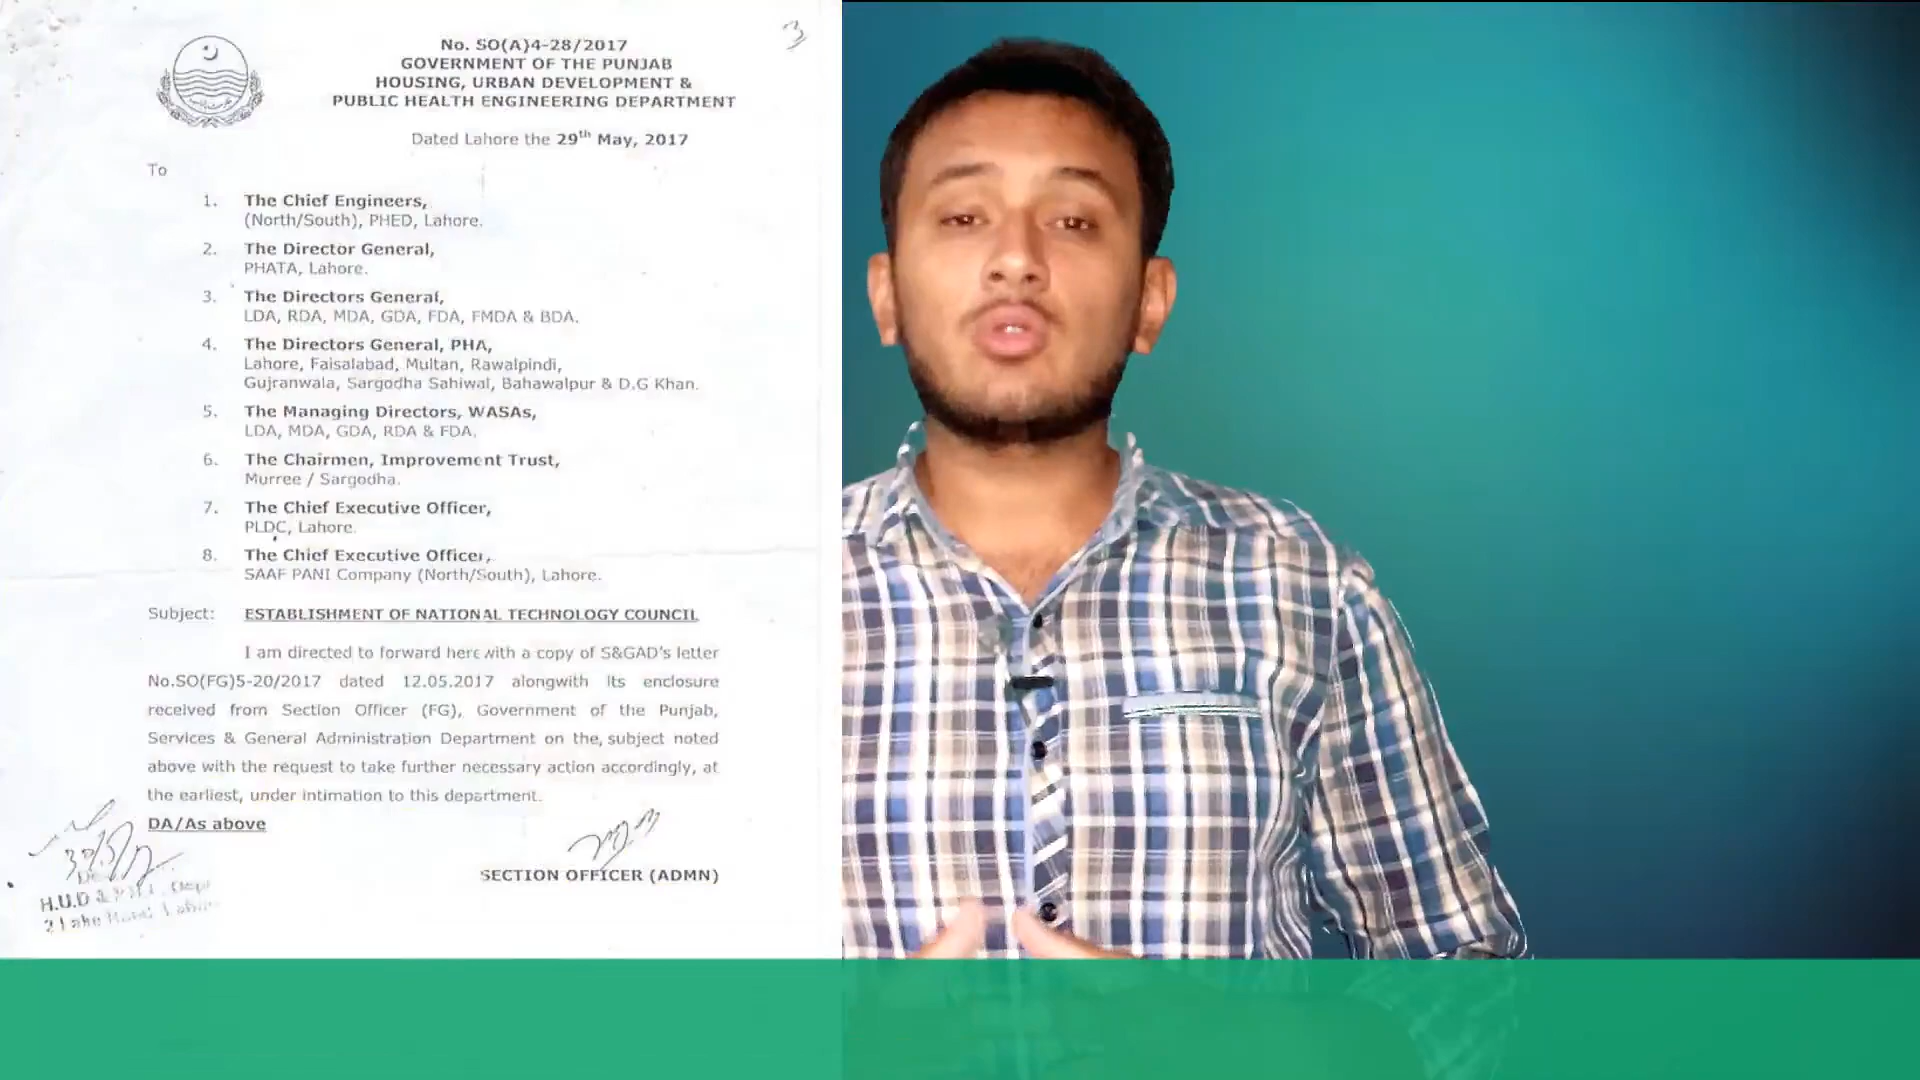 3
No. SO(A)4-28/2017
GOVERNMENT OF THE PUNJAB
HOUSING, URBAN DEVELOPMENT &
PUBLIC HEALTH ENGINEERING DEPARTMENT
Dated Lahore the 29th May, 2017
To
1. The Chief Engineers,
(North/South), PHED, Lahore.
2. The Director General,
PHATA, Lahore.
3. The Directors General,
LDA, RDA, MDA, GDA, FDA, FMDA & BDA.
4. The Directors General, PHA,
Lahore, Faisalabad, Multan, Rawalpindi,
Gujranwala, Sargodha Sahiwal, Bahawalpur & D.G Khan.
5. The Managing Directors, WASAs,
LDA, MDA, GDA, RDA & FDA.
6. The Chairmen, Improvement Trust,
Murree / Sargodha.
7. The Chief Executive Officer,
PLDC, Lahore.
8. The Chief Executive Officer,
SAAF PANI Company (North/South), Lahore.
Subject: ESTABLISHMENT OF NATIONAL TECHNOLOGY COUNCIL
I am directed to forward herewith a copy of S&GAD's letter
No.SO(FG)5-20/2017 dated 12.05.2017 alongwith its enclosure
received from Section Officer (FG), Government of the Punjab,
Services & General Administration Department on the, subject noted
above with the request to take further necessary action accordingly, at
the earliest, under intimation to this department.
DA/As above
SECTION OFFICER (ADMN)
H.U.D &